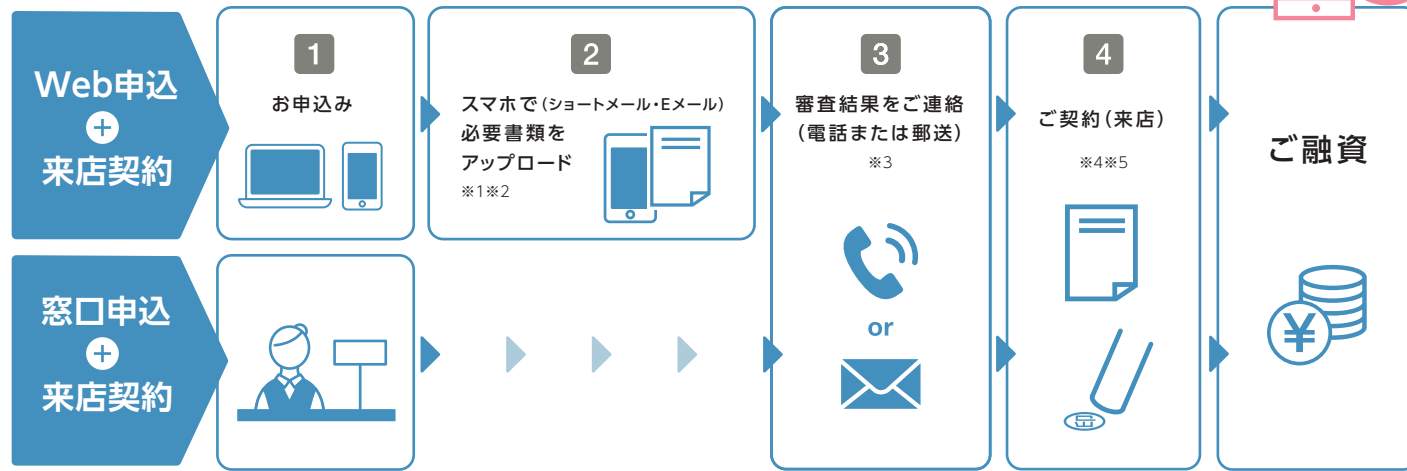 Web申込
+
来店契約
1
お申込み
2
スマホで(ショートメール・Eメール)
必要書類を
アップロード
※1※2
3
審査結果をご連絡
(電話または郵送)
※3
or
4
ご契約(来店)
※4※5
ご融資
¥
窓口申込
+
来店契約